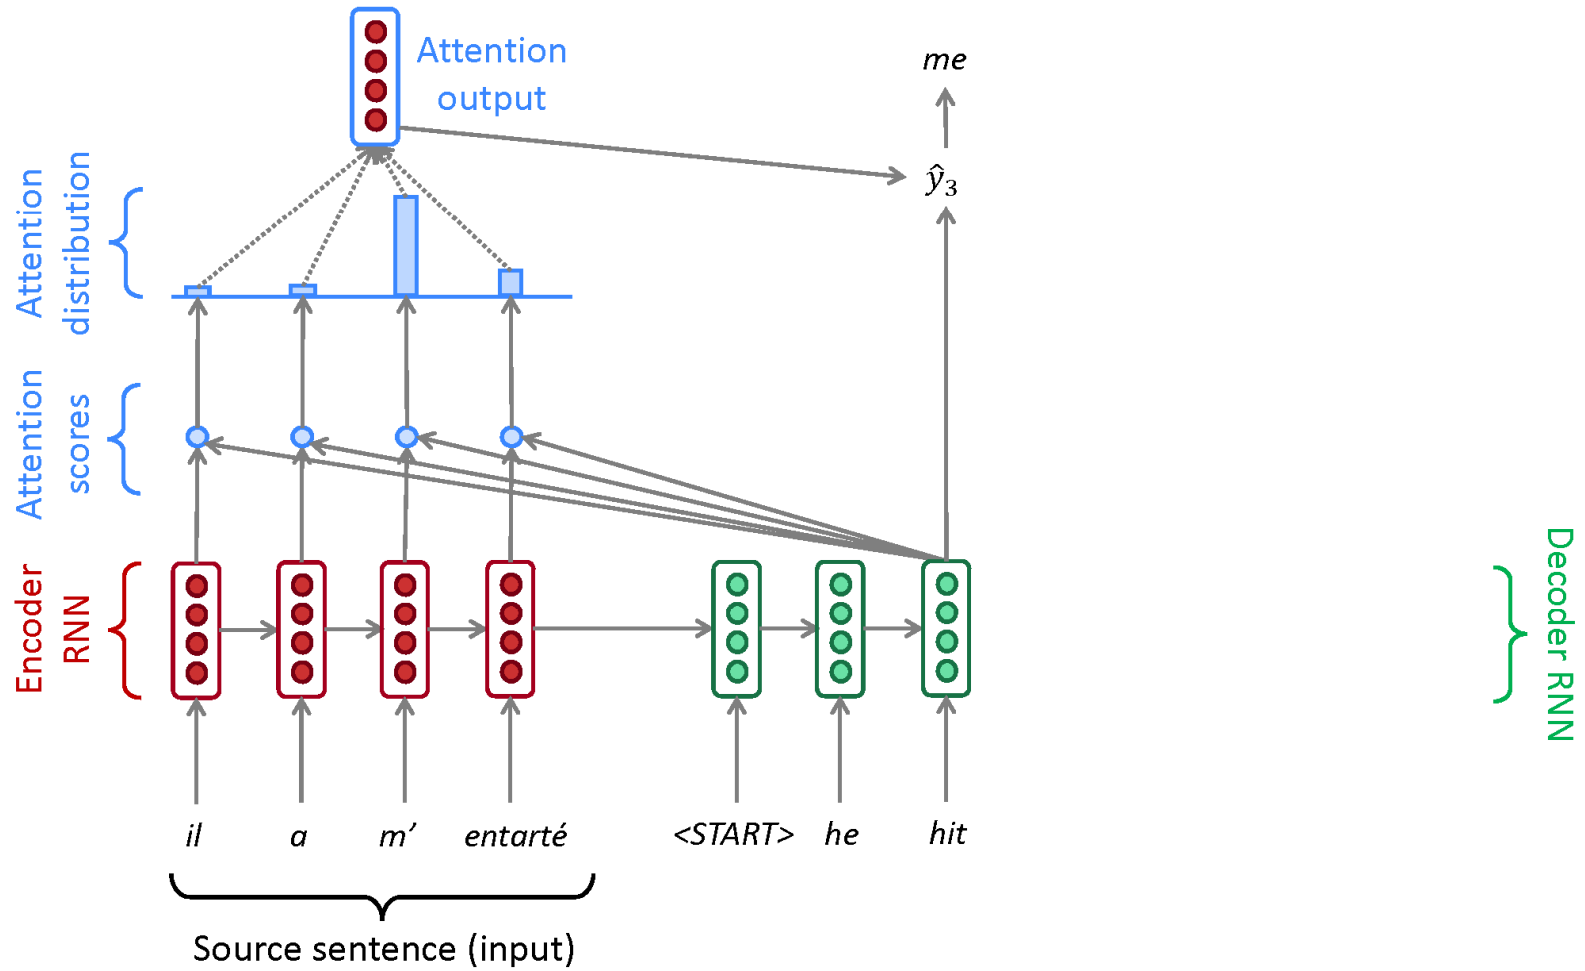 Attention
output
me
Attention
distribution
ŷ₃
Attention
scores
Encoder
RNN
Decoder RNN
il a m’ entarté <START> he hit
Source sentence (input)